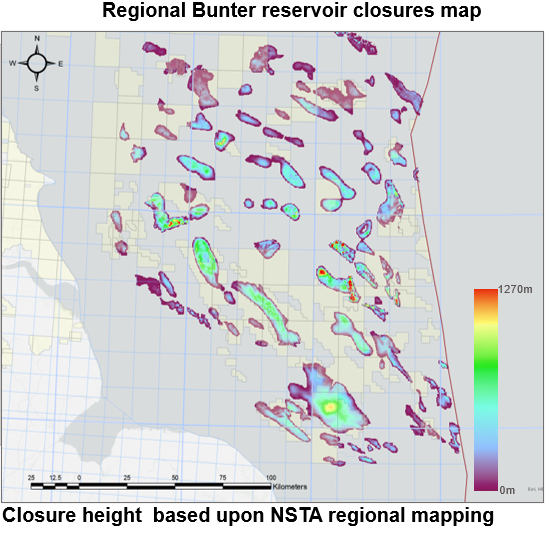 Regional Bunter reservoir closures map
N
W E
S
1270m
0m
25 12.5 0 25 50 75 100
Kilometers
Closure height based upon NSTA regional mapping